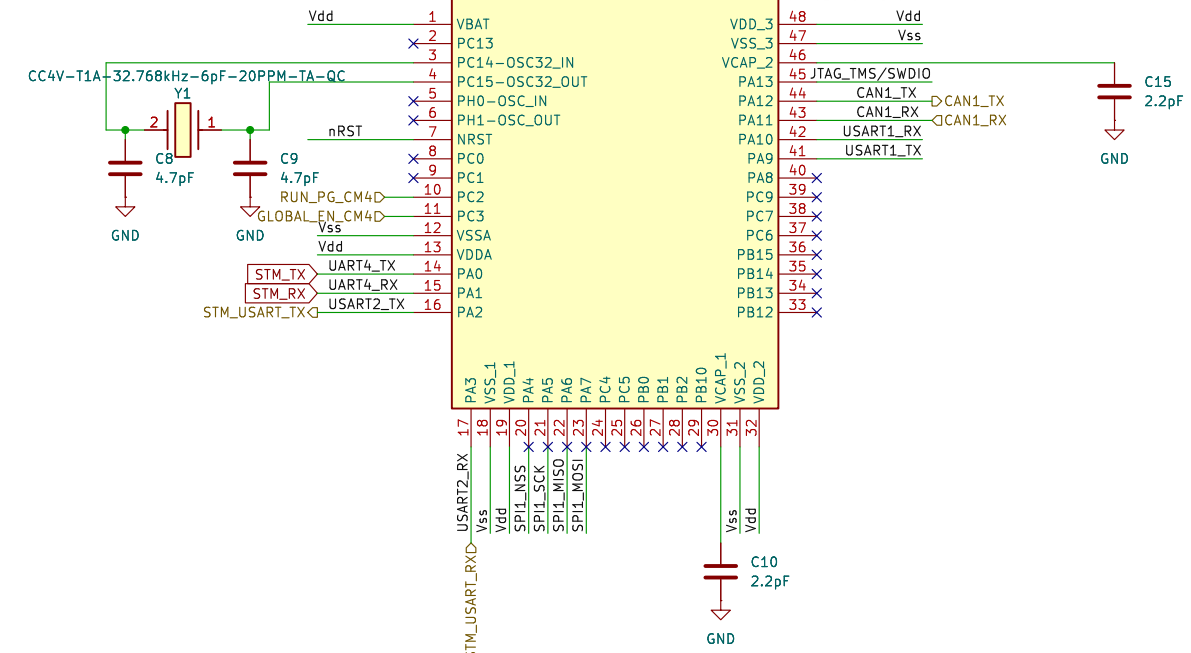 Vdd
1 VBAT
2 PC13
3 PC14-OSC32_IN
CC4V-T1A-32.768kHz-6pF-20PPM-TA-QC
4 PC15-OSC32_OUT
Y1
2
1
5 PH0-OSC_IN
6 PH1-OSC_OUT
nRST
7 NRST
C8
4.7pF
C9
4.7pF
8 PC0
9 PC1
RUN_PG_CM4
10 PC2
GLOBAL_EN_CM4
11 PC3
GND
GND
Vss
12 VSSA
Vdd
13 VDDA
STM_TX
UART4_TX
14 PA0
STM_RX
UART4_RX
15 PA1
STM_USART_TX
USART2_TX
16 PA2
VDD_3 48 Vdd
VSS_3 47 Vss
VCAP_2 46
C15
2.2pF
GND
PA13 45 JTAG_TMS/SWDIO
PA12 44 CAN1_TX CAN1_TX
PA11 43 CAN1_RX CAN1_RX
PA10 42 USART1_RX
PA9 41 USART1_TX
PA8 40
PC9 39
PC7 38
PC6 37
PB15 36
PB14 35
PB13 34
PB12 33
PA3 17 USART2_RX
STM_USART_RX
VSS_1 18 Vss
VDD_1 19 Vdd
PA4 20 SPI1_NSS
PA5 21 SPI1_SCK
PA6 22 SPI1_MISO
PA7 23 SPI1_MOSI
PC4 24
PC5 25
PB0 26
PB1 27
PB2 28
PB10 29
VCAP_1 30
VSS_2 31 Vss
VDD_2 32 Vdd
C10
2.2pF
GND